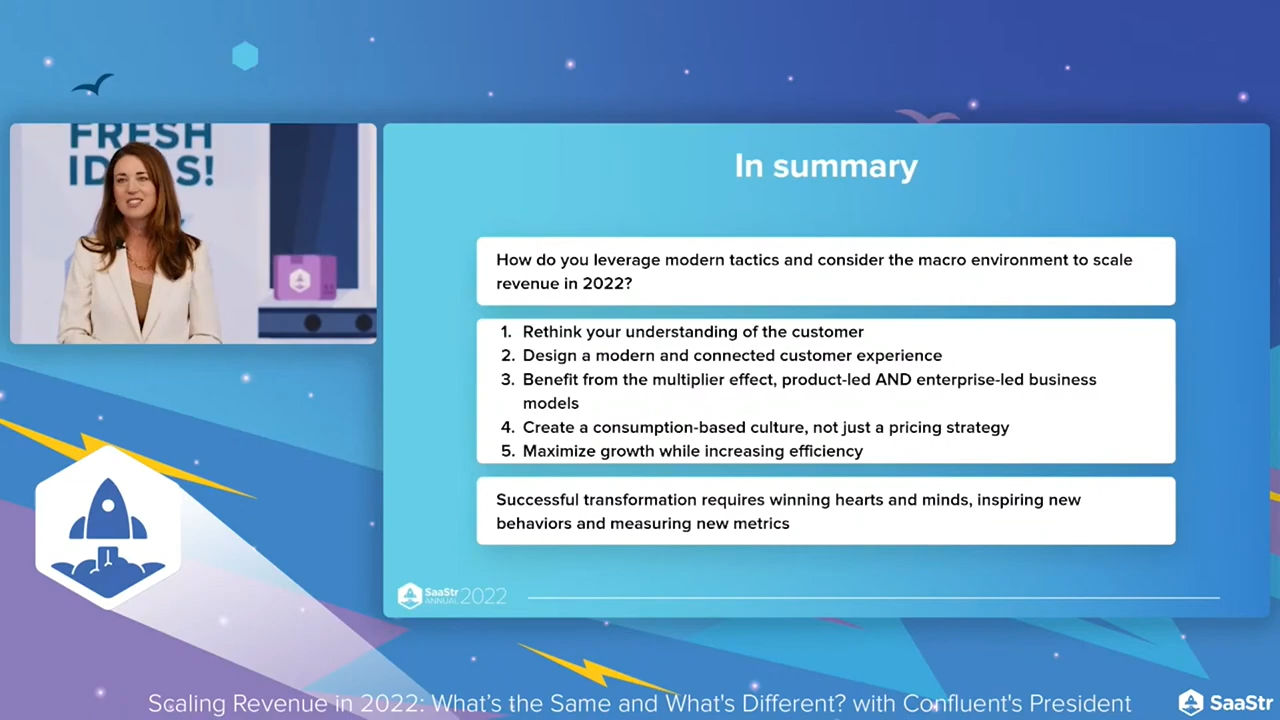 FRESH
IDEAS!
In summary
How do you leverage modern tactics and consider the macro environment to scale
revenue in 2022?
1. Rethink your understanding of the customer
2. Design a modern and connected customer experience
3. Benefit from the multiplier effect, product-led AND enterprise-led business
models
4. Create a consumption-based culture, not just a pricing strategy
5. Maximize growth while increasing efficiency
Successful transformation requires winning hearts and minds, inspiring new
behaviors and measuring new metrics
SaaStr
ANNUAL 2022
Scaling Revenue in 2022: What’s the Same and What's Different? with Confluent's President
SaaStr